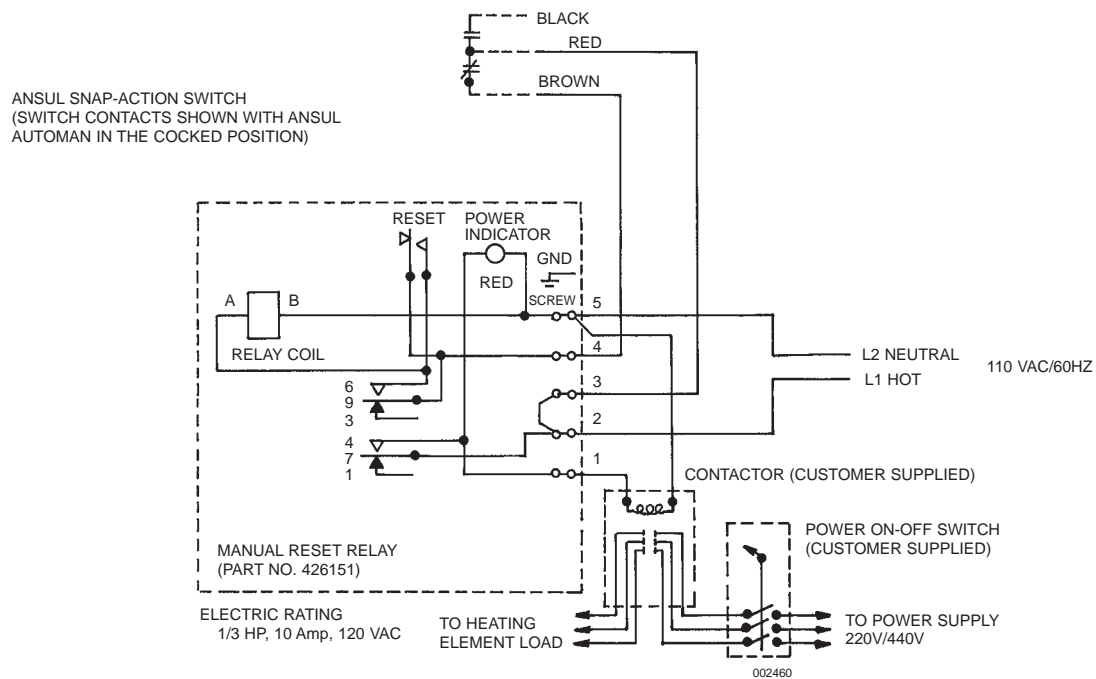 BLACK
RED
BROWN
ANSUL SNAP-ACTION SWITCH
(SWITCH CONTACTS SHOWN WITH ANSUL
AUTOMAN IN THE COCKED POSITION)
RESET
POWER
INDICATOR
RED
GND
SCREW
5
A
B
RELAY COIL
4
L2 NEUTRAL
110 VAC/60HZ
L1 HOT
3
6
9
3
2
4
7
1
1
CONTACTOR (CUSTOMER SUPPLIED)
MANUAL RESET RELAY
(PART NO. 426151)
POWER ON-OFF SWITCH
(CUSTOMER SUPPLIED)
ELECTRIC RATING
1/3 HP, 10 Amp, 120 VAC
TO HEATING
ELEMENT LOAD
TO POWER SUPPLY
220V/440V
002460